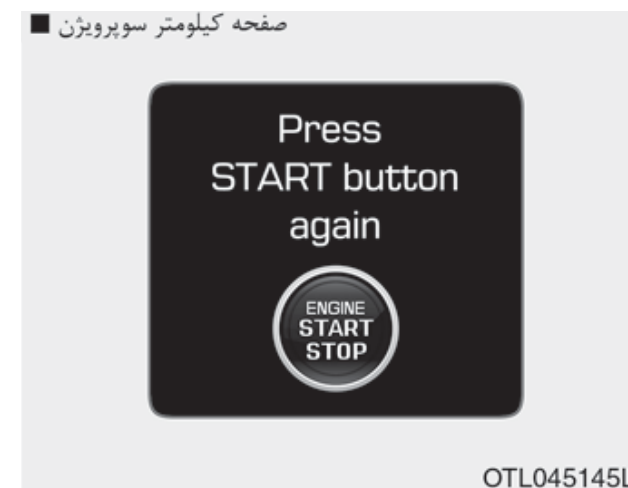 ■ صفحه کیلومتر سوپرویژن
Press
START button
again
ENGINE
START
STOP
OTL045145L